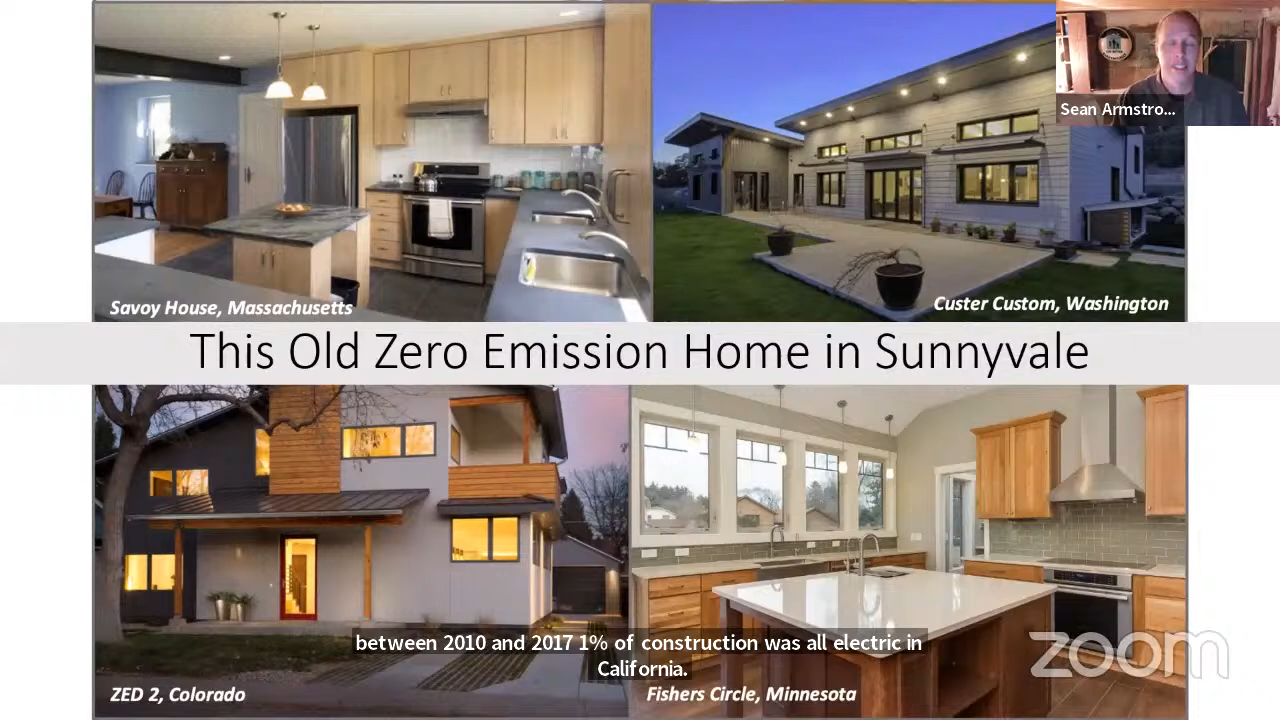 Sean Armstro...
Savoy House, Massachusetts
Custer Custom, Washington
This Old Zero Emission Home in Sunnyvale
between 2010 and 2017 1% of construction was all electric in
California.
ZED 2, Colorado
Fishers Circle, Minnesota
zoom